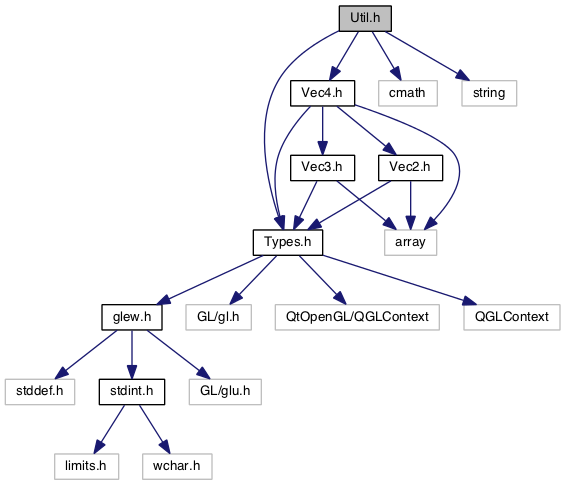 Util.h
Vec4.h
cmath
string
Vec3.h
Vec2.h
Types.h
array
glew.h
GL/gl.h
QtOpenGL/QGLContext
QGLContext
stddef.h
stdint.h
GL/glu.h
limits.h
wchar.h